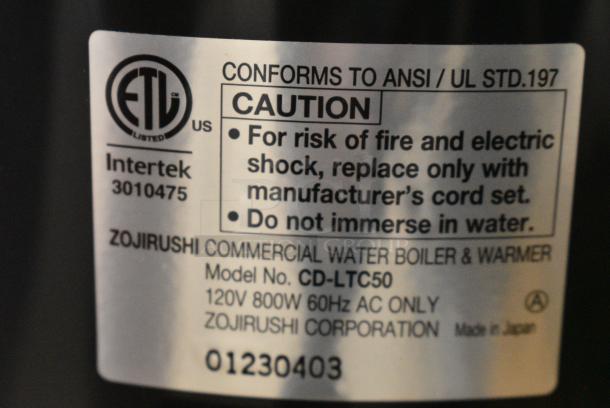 CONFORMS TO ANSI / UL STD.197
ETL CM
LISTED
US
Intertek
3010475
CAUTION
• For risk of fire and electric
shock, replace only with
manufacturer's cord set.
• Do not immerse in water.
ZOJIRUSHI COMMERCIAL WATER BOILER & WARMER
Model No. CD-LTC50
120V 800W 60Hz AC ONLY
A
ZOJIRUSHI CORPORATION Made in Japan
01230403